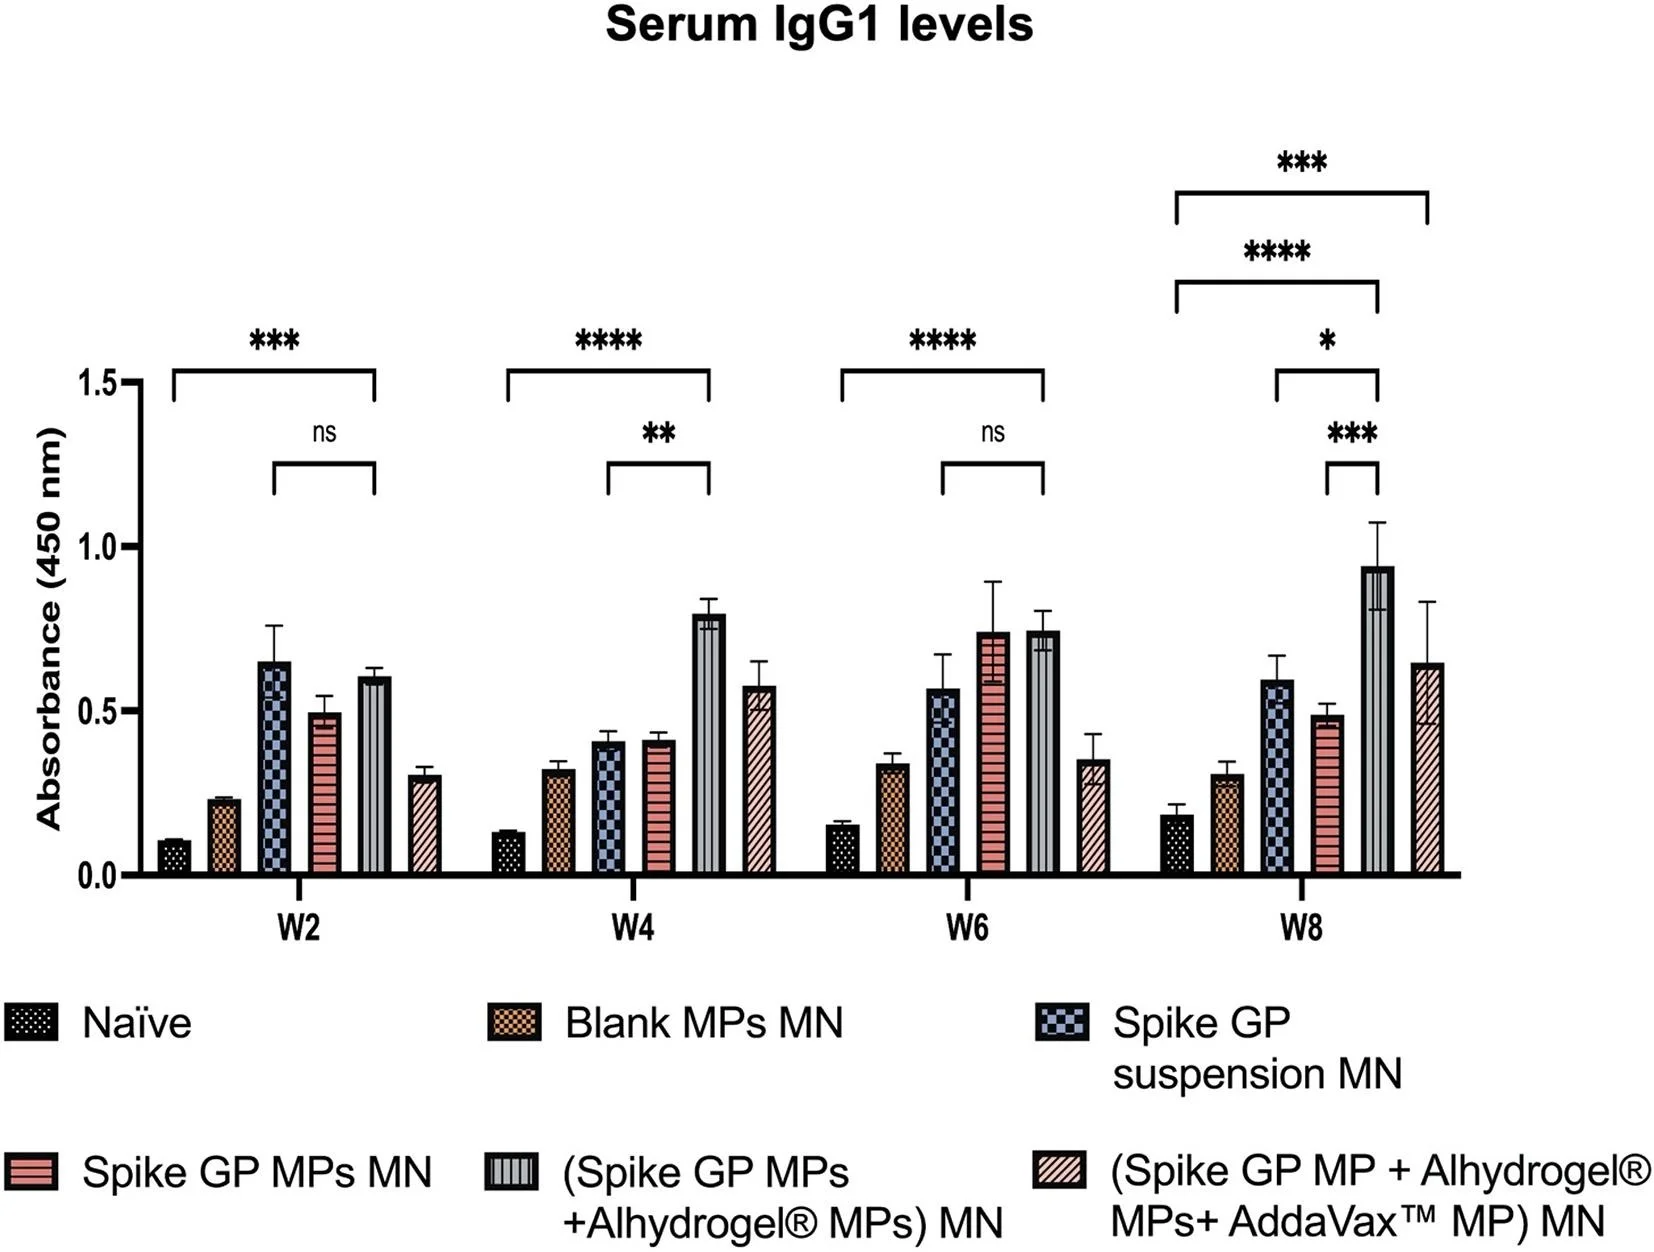 Serum IgG1 levels
***
****
*** **** **** *
ns ** ns ***
Absorbance (450 nm)
1.5
1.0
0.5
0.0
W2 W4 W6 W8
Naïve
Blank MPs MN
Spike GP
suspension MN
Spike GP MPs MN
(Spike GP MPs
+Alhydrogel® MPs) MN
(Spike GP MP + Alhydrogel®
MPs+ AddaVax™ MP) MN